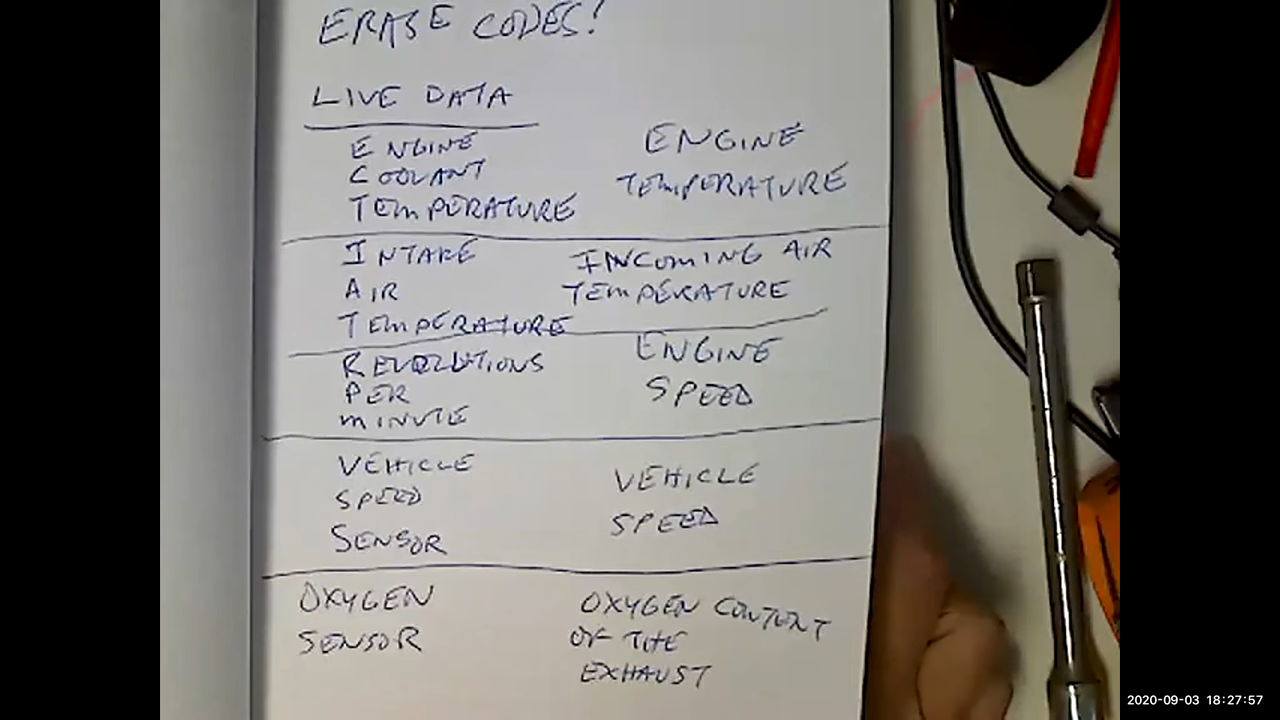 ERASE CODES!
LIVE DATA
ENGINE
COOLANT
TEMPERATURE
ENGINE
TEMPERATURE
INTAKE
AIR
TEMPERATURE
INCOMING AIR
TEMPERATURE
REVOLUTIONS
PER
MINUTE
ENGINE
SPEED
VEHICLE
SPEED
SENSOR
VEHICLE
SPEED
OXYGEN
SENSOR
OXYGEN CONTENT
OF THE
EXHAUST
2020-09-03 18:27:57